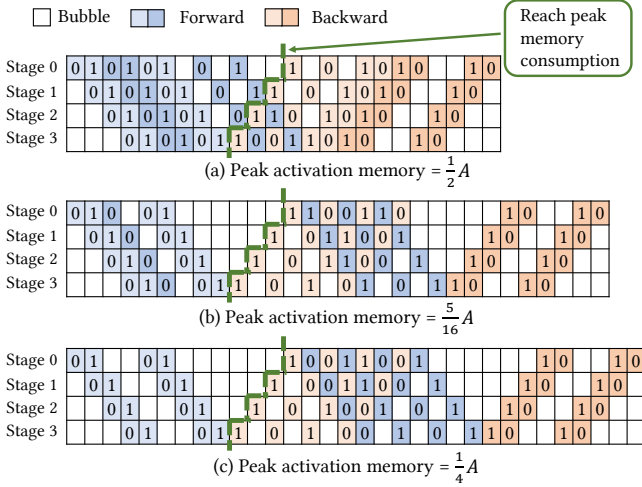 Bubble Forward Backward
Reach peak
memory
consumption
Stage 0 0 1 0 1 0 1 0 1 1 0 1 0 1 0 1 0
Stage 1 0 1 0 1 0 1 0 1 1 0 1 0 1 0 1 0
Stage 2 0 1 0 1 0 1 0 1 1 0 1 0 1 0 1 0
Stage 3 0 1 0 1 0 1 1 0 0 1 1 0 1 0 1 0
(a) Peak activation memory = 1/2 A
Stage 0 0 1 0 0 1 1 1 0 0 1 1 0 1 0 1 0
Stage 1 0 1 0 0 1 1 0 1 1 0 0 1 1 0 1 0
Stage 2 0 1 0 0 1 1 0 1 1 0 0 1 1 0 1 0
Stage 3 0 1 0 0 1 1 0 1 0 1 0 1 1 0 1 0
(b) Peak activation memory = 5/16 A
Stage 0 0 1 0 1 1 0 0 1 1 0 0 1 1 0 1 0
Stage 1 0 1 0 1 1 0 0 1 1 0 0 1 1 0 1 0
Stage 2 0 1 0 1 1 0 1 0 0 1 0 1 1 0 1 0
Stage 3 0 1 0 1 1 0 1 0 0 1 0 1 1 0 1 0
(c) Peak activation memory = 1/4 A